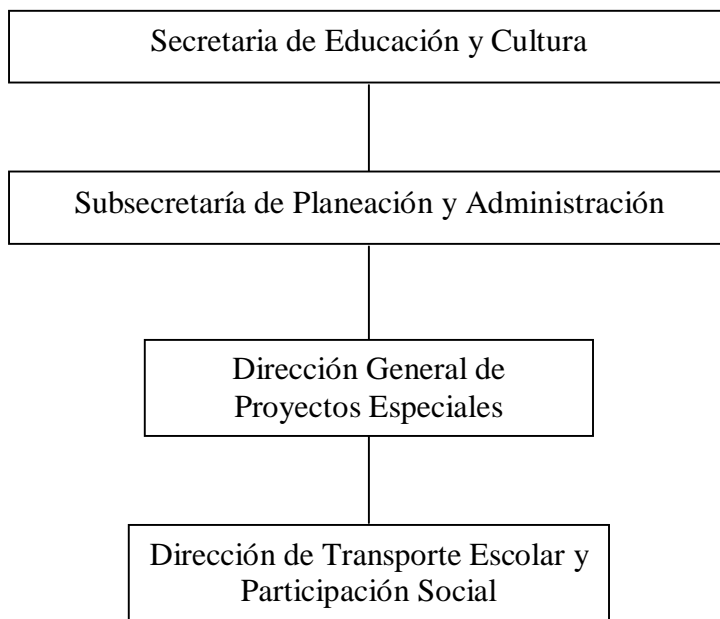 Secretaria de Educación y Cultura
Subsecretaría de Planeación y Administración
Dirección General de
Proyectos Especiales
Dirección de Transporte Escolar y
Participación Social